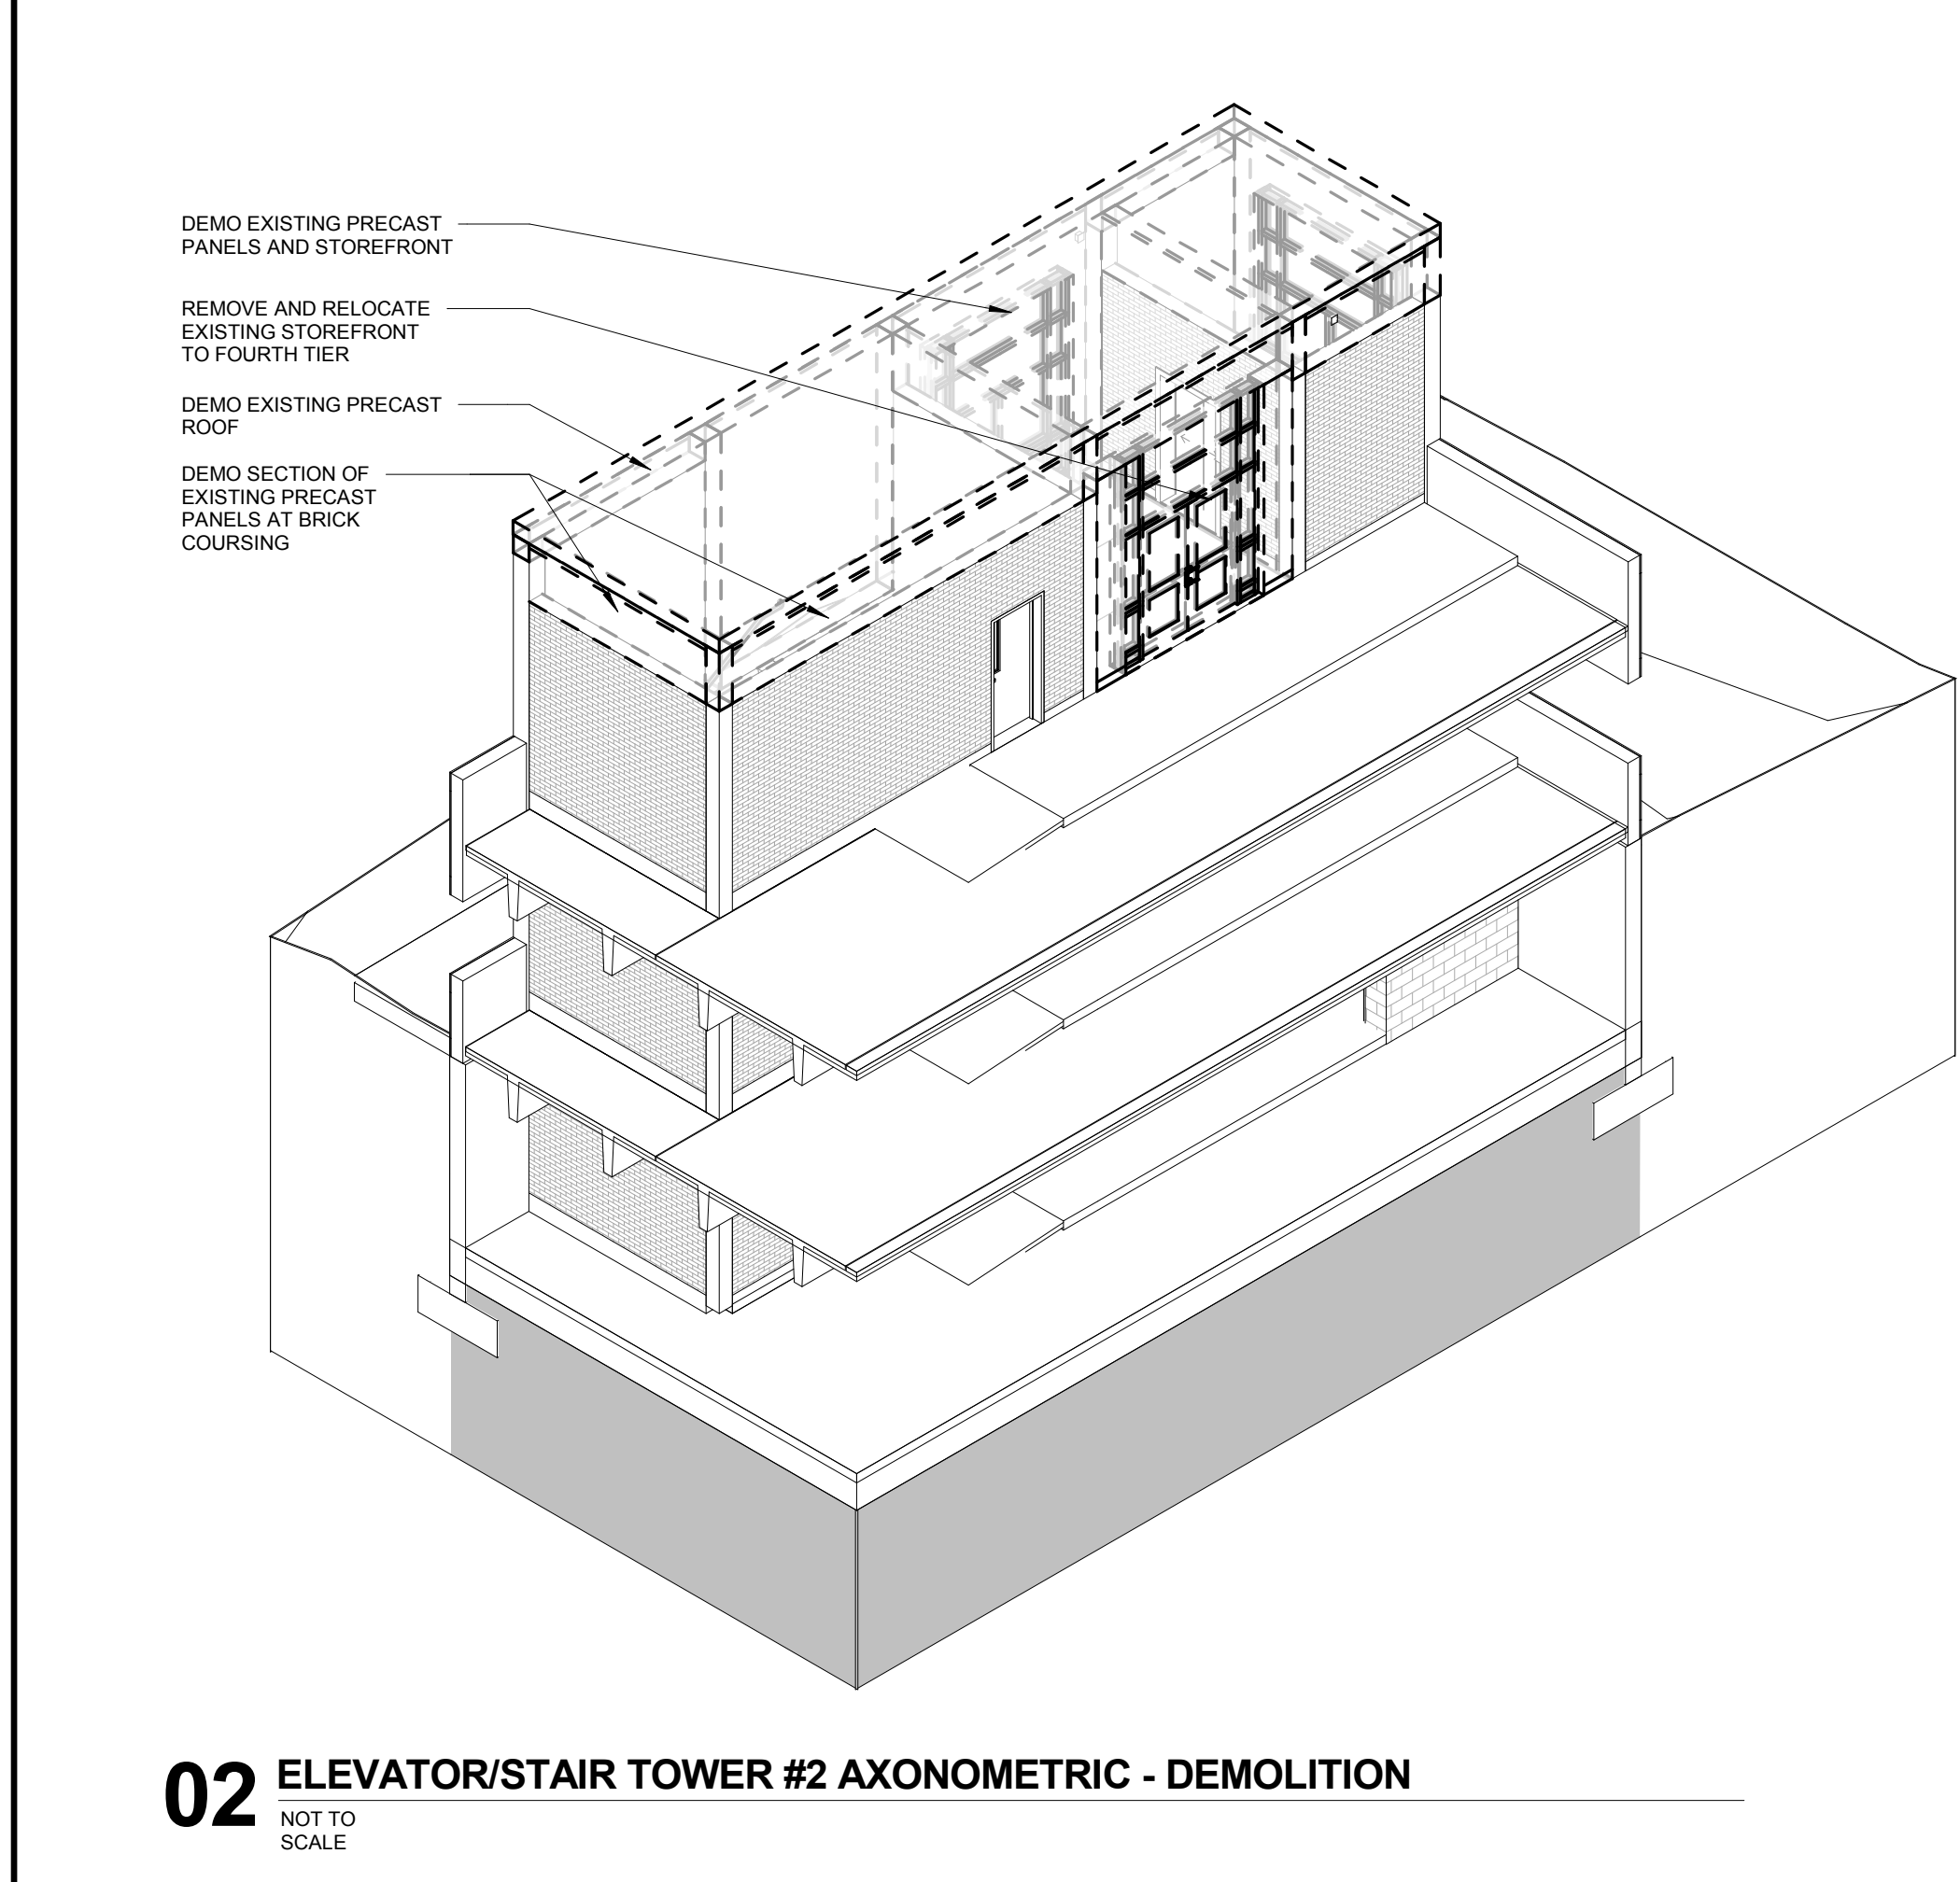 DEMO EXISTING PRECAST
PANELS AND STOREFRONT
REMOVE AND RELOCATE
EXISTING STOREFRONT
TO FOURTH TIER
DEMO EXISTING PRECAST
ROOF
DEMO SECTION OF
EXISTING PRECAST
PANELS AT BRICK
COURSING
02 ELEVATOR/STAIR TOWER #2 AXONOMETRIC - DEMOLITION
NOT TO
SCALE